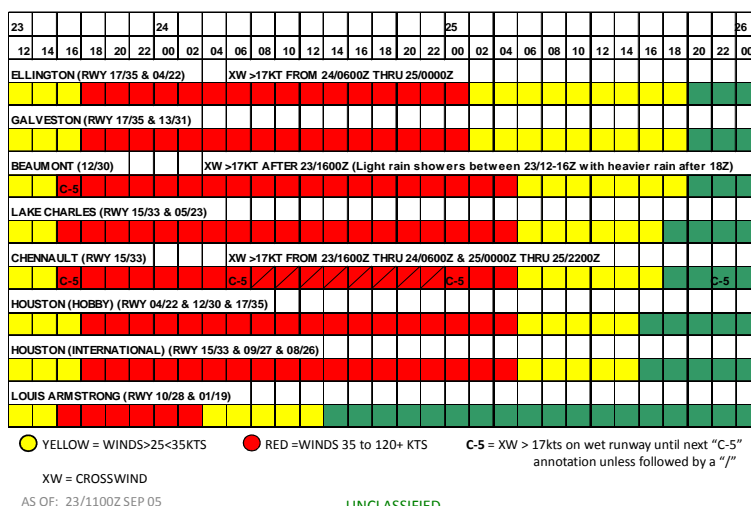 23 24 25 26
12 14 16 18 20 22 00 02 04 06 08 10 12 14 16 18 20 22 00 02 04 06 08 10 12 14 16 18 20 22 00
ELLINGTON (RWY 17/35 & 04/22) XW >17KT FROM 24/0600Z THRU 25/0000Z
GALVESTON (RWY 17/35 & 13/31)
BEAUMONT (12/30) XW >17KT AFTER 23/1600Z (Light rain showers between 23/12-16Z with heavier rain after 18Z)
C-5
LAKE CHARLES (RWY 15/33 & 05/23)
CHENNAULT (RWY 15/33) XW >17KT FROM 23/1600Z THRU 24/0600Z & 25/0000Z THRU 25/2200Z
C-5 C-5 C-5 C-5
HOUSTON (HOBBY) (RWY 04/22 & 12/30 & 17/35)
HOUSTON (INTERNATIONAL) (RWY 15/33 & 09/27 & 08/26)
LOUIS ARMSTRONG (RWY 10/28 & 01/19)
YELLOW = WINDS>25<35KTS RED =WINDS 35 to 120+ KTS C-5 = XW > 17kts on wet runway until next “C-5”
annotation unless followed by a “/”
XW = CROSSWIND
AS OF: 23/1100Z SEP 05
UNCLASSIFIED